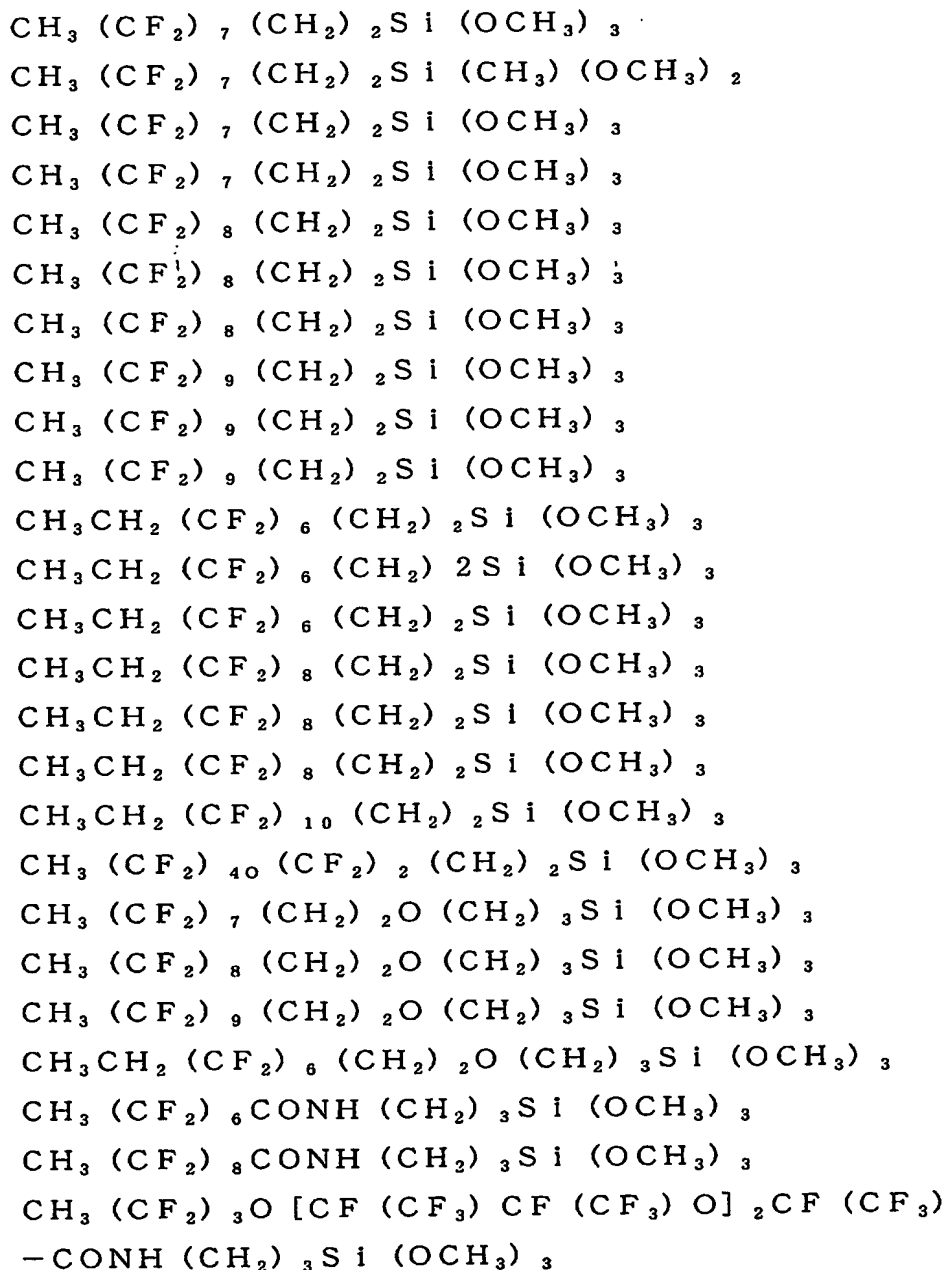 CH₃(CF₂)₇(CH₂)₂Si(OCH₃)₃
CH₃(CF₂)₇(CH₂)₂Si(CH₃)(OCH₃)₂
CH₃(CF₂)₇(CH₂)₂Si(OCH₃)₃
CH₃(CF₂)₇(CH₂)₂Si(OCH₃)₃
CH₃(CF₂)₈(CH₂)₂Si(OCH₃)₃
CH₃(CF₂)₈(CH₂)₂Si(OCH₃)₃
CH₃(CF₂)₈(CH₂)₂Si(OCH₃)₃
CH₃(CF₂)₉(CH₂)₂Si(OCH₃)₃
CH₃(CF₂)₉(CH₂)₂Si(OCH₃)₃
CH₃(CF₂)₉(CH₂)₂Si(OCH₃)₃
CH₃CH₂(CF₂)₆(CH₂)₂Si(OCH₃)₃
CH₃CH₂(CF₂)₆(CH₂)2Si(OCH₃)₃
CH₃CH₂(CF₂)₆(CH₂)₂Si(OCH₃)₃
CH₃CH₂(CF₂)₈(CH₂)₂Si(OCH₃)₃
CH₃CH₂(CF₂)₈(CH₂)₂Si(OCH₃)₃
CH₃CH₂(CF₂)₈(CH₂)₂Si(OCH₃)₃
CH₃CH₂(CF₂)₁₀(CH₂)₂Si(OCH₃)₃
CH₃(CF₂)₄₀(CF₂)₂(CH₂)₂Si(OCH₃)₃
CH₃(CF₂)₇(CH₂)₂O(CH₂)₃Si(OCH₃)₃
CH₃(CF₂)₈(CH₂)₂O(CH₂)₃Si(OCH₃)₃
CH₃(CF₂)₉(CH₂)₂O(CH₂)₃Si(OCH₃)₃
CH₃CH₂(CF₂)₆(CH₂)₂O(CH₂)₃Si(OCH₃)₃
CH₃(CF₂)₆CONH(CH₂)₃Si(OCH₃)₃
CH₃(CF₂)₈CONH(CH₂)₃Si(OCH₃)₃
CH₃(CF₂)₃O[CF(CF₃)CF(CF₃)O]₂CF(CF₃)
−CONH(CH₂)₃Si(OCH₃)₃